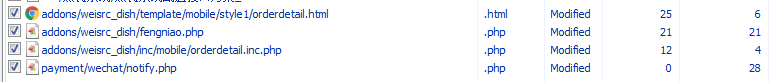 addons/weisrc_dish/template/mobile/style1/orderdetail.html .html Modified 25 6
addons/weisrc_dish/fengniao.php .php Modified 21 21
addons/weisrc_dish/inc/mobile/orderdetail.inc.php .php Modified 12 4
payment/wechat/notify.php .php Modified 0 28